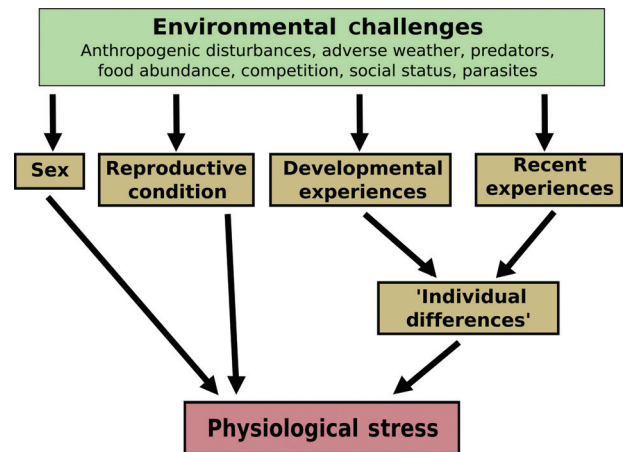 Environmental challenges
Anthropogenic disturbances, adverse weather, predators,
food abundance, competition, social status, parasites
Sex
Reproductive
condition
Developmental
experiences
Recent
experiences
'Individual
differences'
Physiological stress